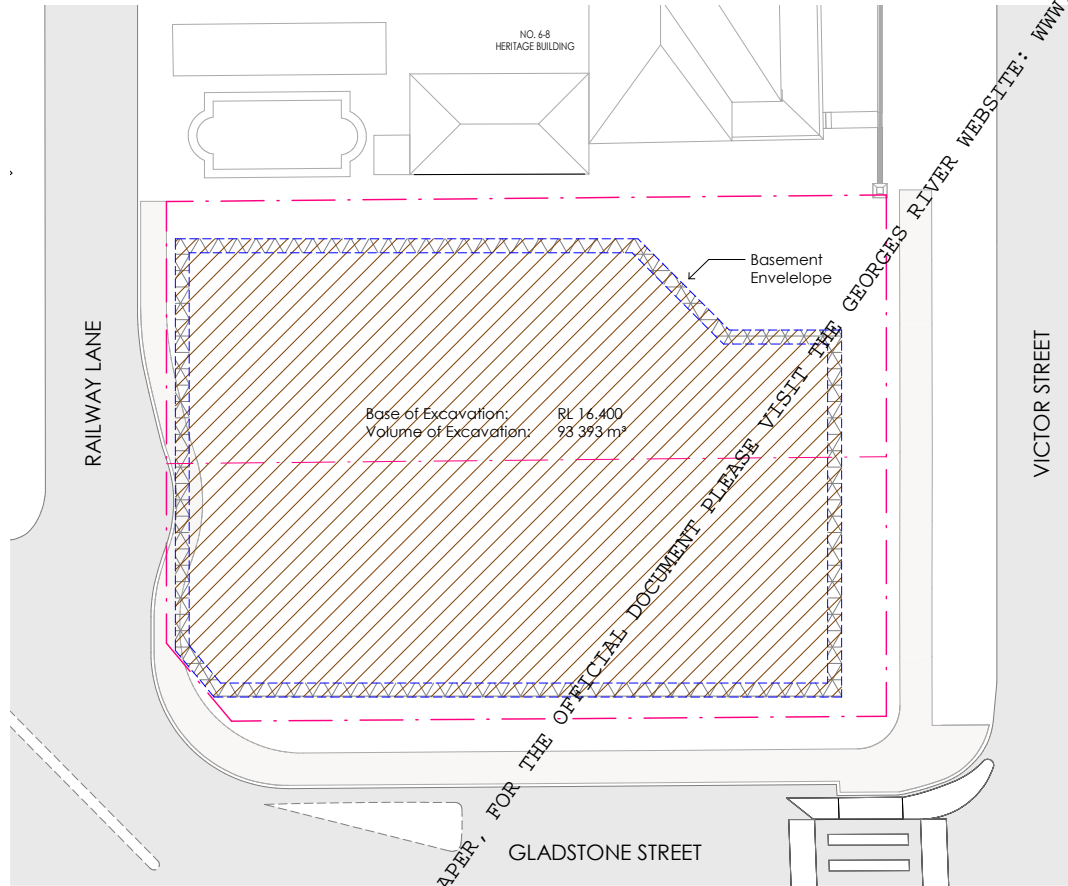 NO. 6-8
HERITAGE BUILDING
Basement
Envelelope
RAILWAY LANE
VICTOR STREET
Base of Excavation: RL 16.400
Volume of Excavation: 93 393 m³
APER, FOR THE OFFICIAL DOCUMENT PLEASE VISIT THE GEORGES RIVER WEBSITE: WWW.
GLADSTONE STREET